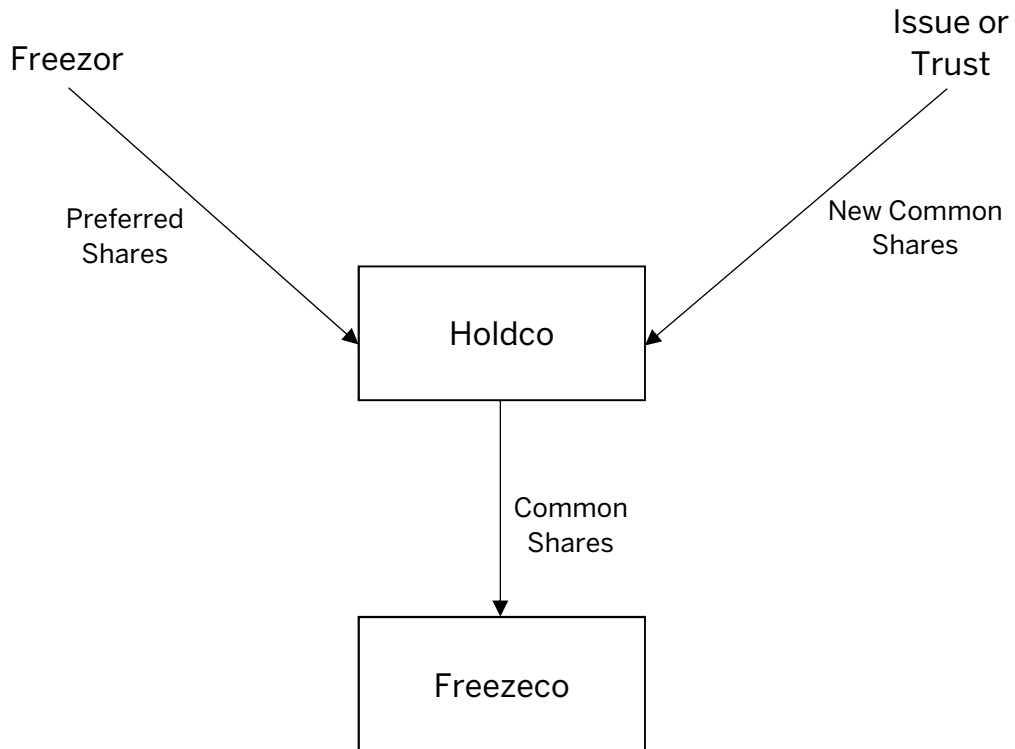 Freezor
Issue or
Trust
Preferred
Shares
New Common
Shares
Holdco
Common
Shares
Freezeco